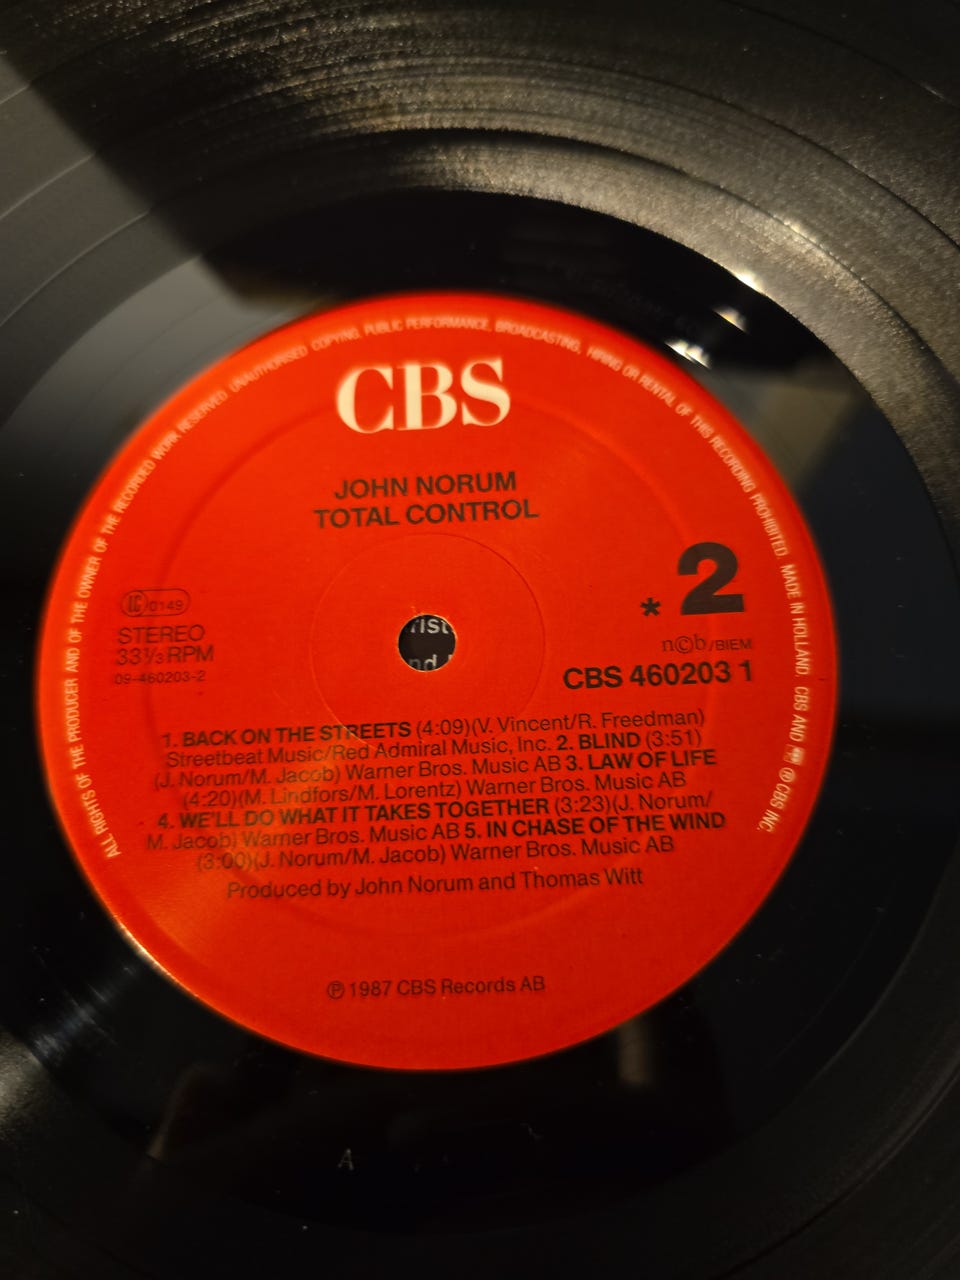 ALL RIGHTS OF THE PRODUCER AND OF THE OWNER OF THE RECORDED WORK RESERVED. UNAUTHORISED COPYING, PUBLIC PERFORMANCE, BROADCASTING, HIRING OR RENTAL OF THIS RECORDING PROHIBITED. MADE IN HOLLAND. CBS AND ℗ CBS INC.
CBS
JOHN NORUM
TOTAL CONTROL
LC 0149
STEREO
33⅓ RPM
09-460203-2
* 2
n©b/BIEM
CBS 460203 1
1. BACK ON THE STREETS (4:09)(V. Vincent/R. Freedman)
Streetbeat Music/Red Admiral Music, Inc. 2. BLIND (3:51)
(J. Norum/M. Jacob) Warner Bros. Music AB 3. LAW OF LIFE
(4:20)(M. Lindfors/M. Lorentz) Warner Bros. Music AB
4. WE'LL DO WHAT IT TAKES TOGETHER (3:23)(J. Norum/
M. Jacob) Warner Bros. Music AB 5. IN CHASE OF THE WIND
(3:00)(J. Norum/M. Jacob) Warner Bros. Music AB
Produced by John Norum and Thomas Witt
℗ 1987 CBS Records AB
A